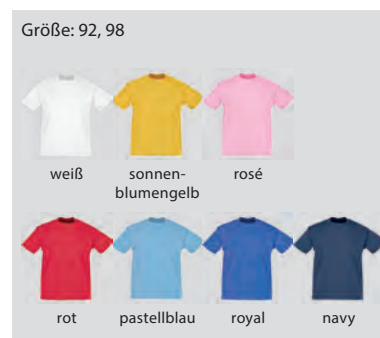 Größe: 92, 98
weiß
sonnen-
blumengelb
rosé
rot
pastellblau
royal
navy